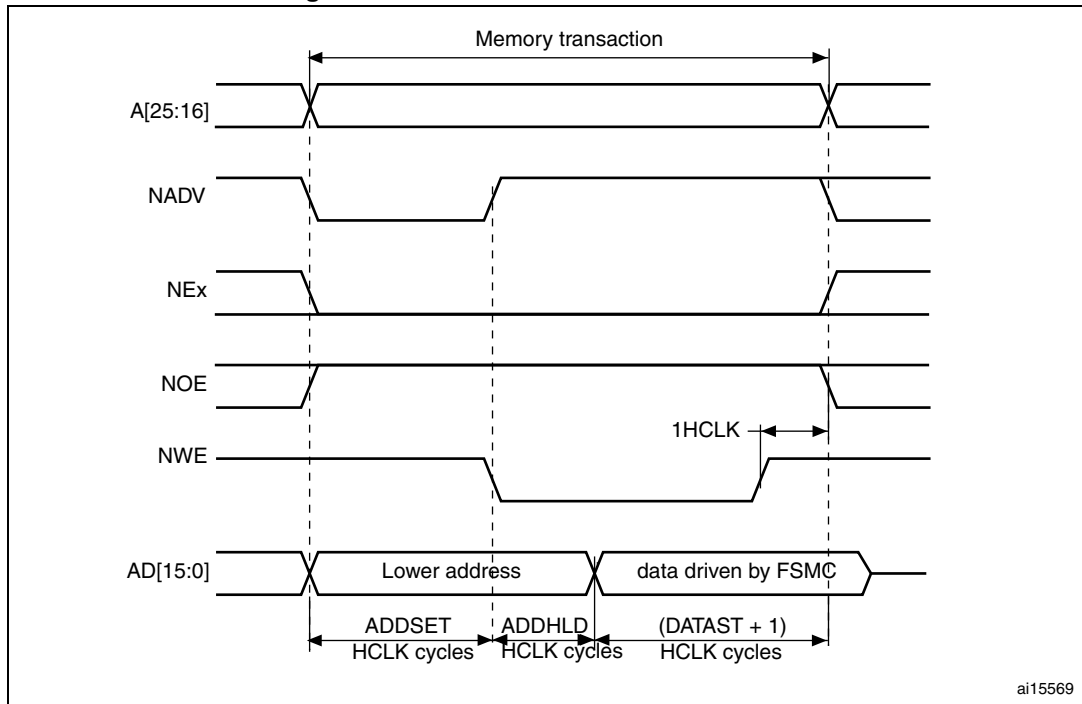 Memory transaction
A[25:16]
NADV
NEx
NOE
1HCLK
NWE
AD[15:0]
Lower address
data driven by FSMC
ADDSET
HCLK cycles
ADDHLD
HCLK cycles
(DATAST + 1)
HCLK cycles
ai15569